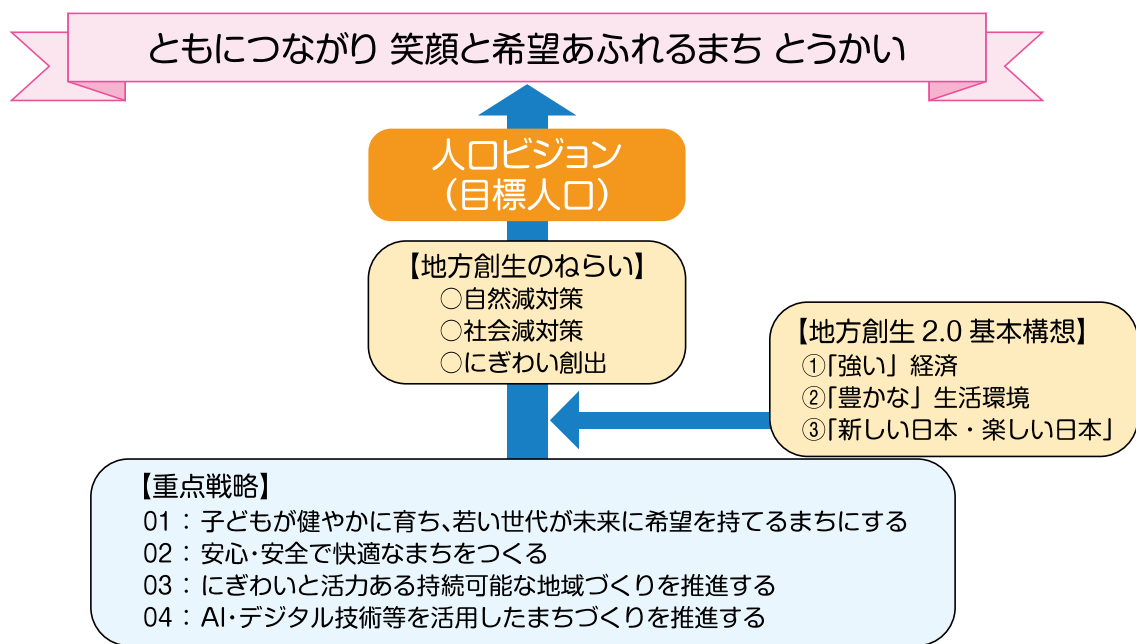 ともにつながり 笑顔と希望あふれるまち とうかい
人口ビジョン
（目標人口）
【地方創生のねらい】
○自然減対策
○社会減対策
○にぎわい創出
【地方創生 2.0 基本構想】
①「強い」経済
②「豊かな」生活環境
③「新しい日本・楽しい日本」
【重点戦略】
01：子どもが健やかに育ち、若い世代が未来に希望を持てるまちにする
02：安心・安全で快適なまちをつくる
03：にぎわいと活力ある持続可能な地域づくりを推進する
04：AI・デジタル技術等を活用したまちづくりを推進する